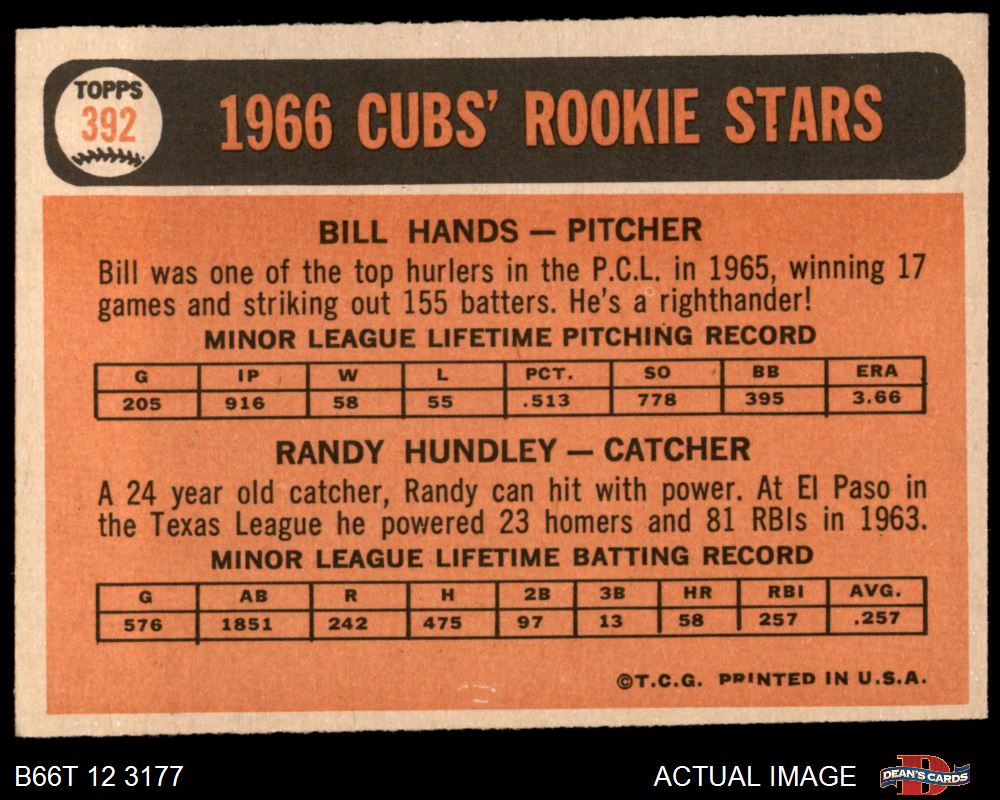 TOPPS
392
1966 CUBS' ROOKIE STARS
BILL HANDS — PITCHER
Bill was one of the top hurlers in the P.C.L. in 1965, winning 17
games and striking out 155 batters. He's a righthander!
MINOR LEAGUE LIFETIME PITCHING RECORD
G IP W L PCT. SO BB ERA
205 916 58 55 .513 778 395 3.66
RANDY HUNDLEY — CATCHER
A 24 year old catcher, Randy can hit with power. At El Paso in
the Texas League he powered 23 homers and 81 RBIs in 1963.
MINOR LEAGUE LIFETIME BATTING RECORD
G AB R H 2B 3B HR RBI AVG.
576 1851 242 475 97 13 58 257 .257
©T.C.G. PRINTED IN U.S.A.
B66T 12 3177 ACTUAL IMAGE DEAN'S CARDS